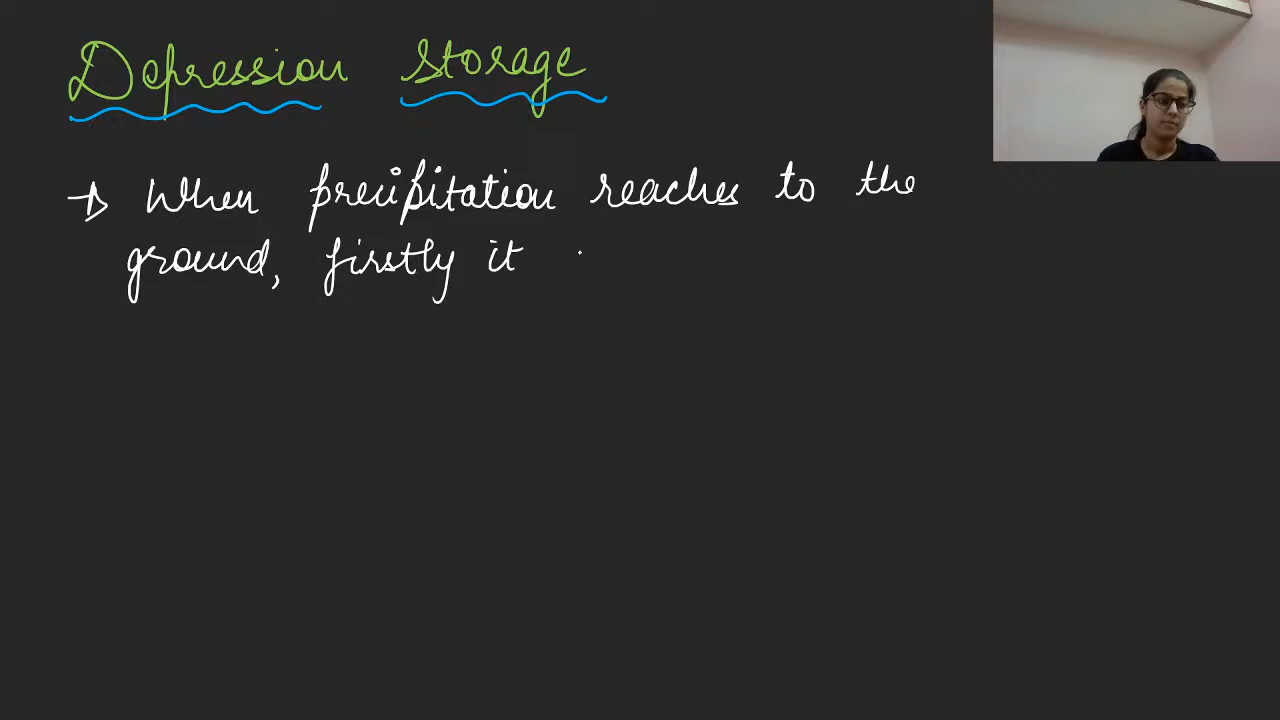 Depression Storage
→ When precipitation reaches to the
ground, firstly it